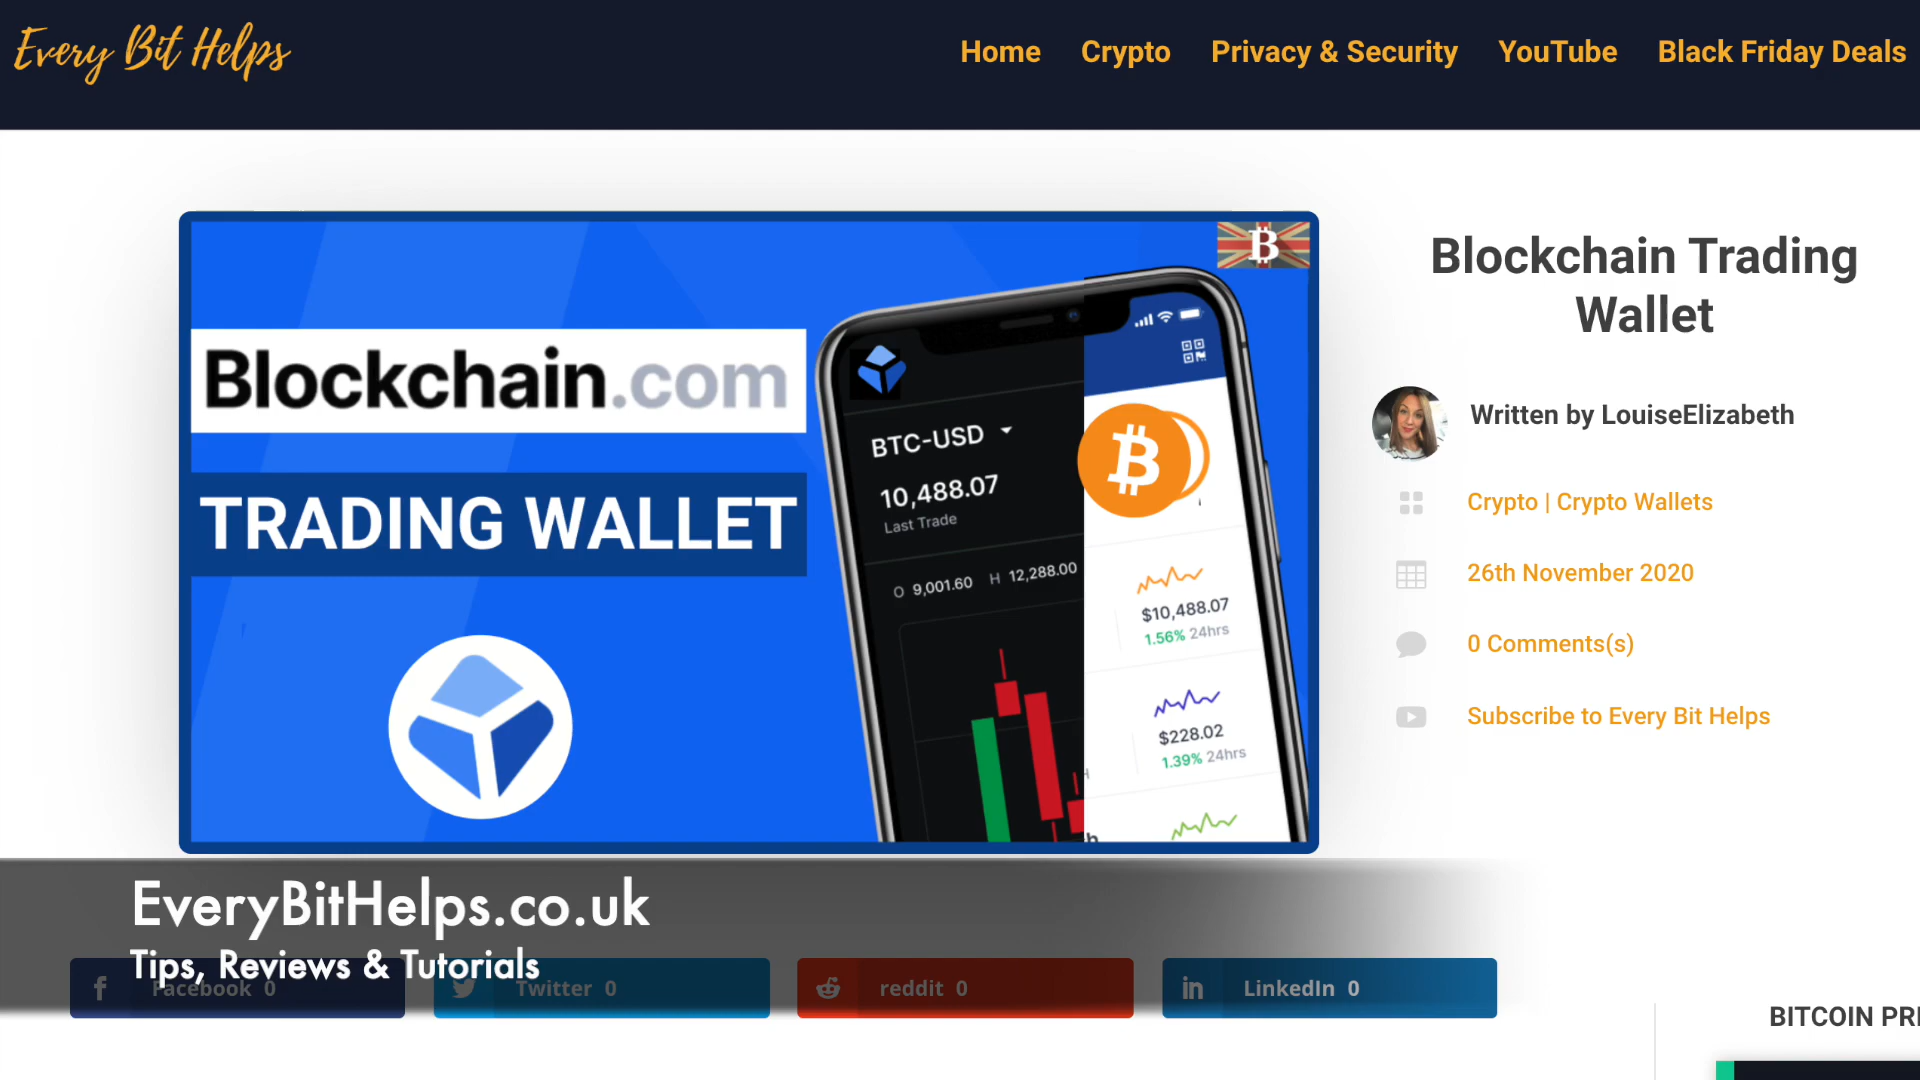 Every Bit Helps
Home Crypto Privacy & Security YouTube Black Friday Deals
B
Blockchain.com
TRADING WALLET
BTC-USD
10,488.07
Last Trade
O 9,001.60 H 12,288.00
$10,488.07
1.56% 24hrs
$228.02
1.39% 24hrs
Blockchain Trading
Wallet
Written by LouiseElizabeth
Crypto | Crypto Wallets
26th November 2020
0 Comments(s)
Subscribe to Every Bit Helps
EveryBitHelps.co.uk
Tips, Reviews & Tutorials
Facebook 0
Twitter 0
reddit 0
LinkedIn 0
BITCOIN PRI